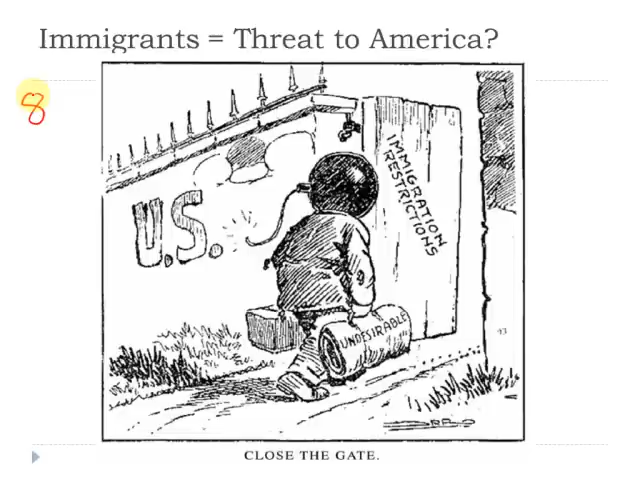 Immigrants = Threat to America?
8
U.S.
IMMIGRATION
RESTRICTIONS
UNDESIRABLE
CLOSE THE GATE.